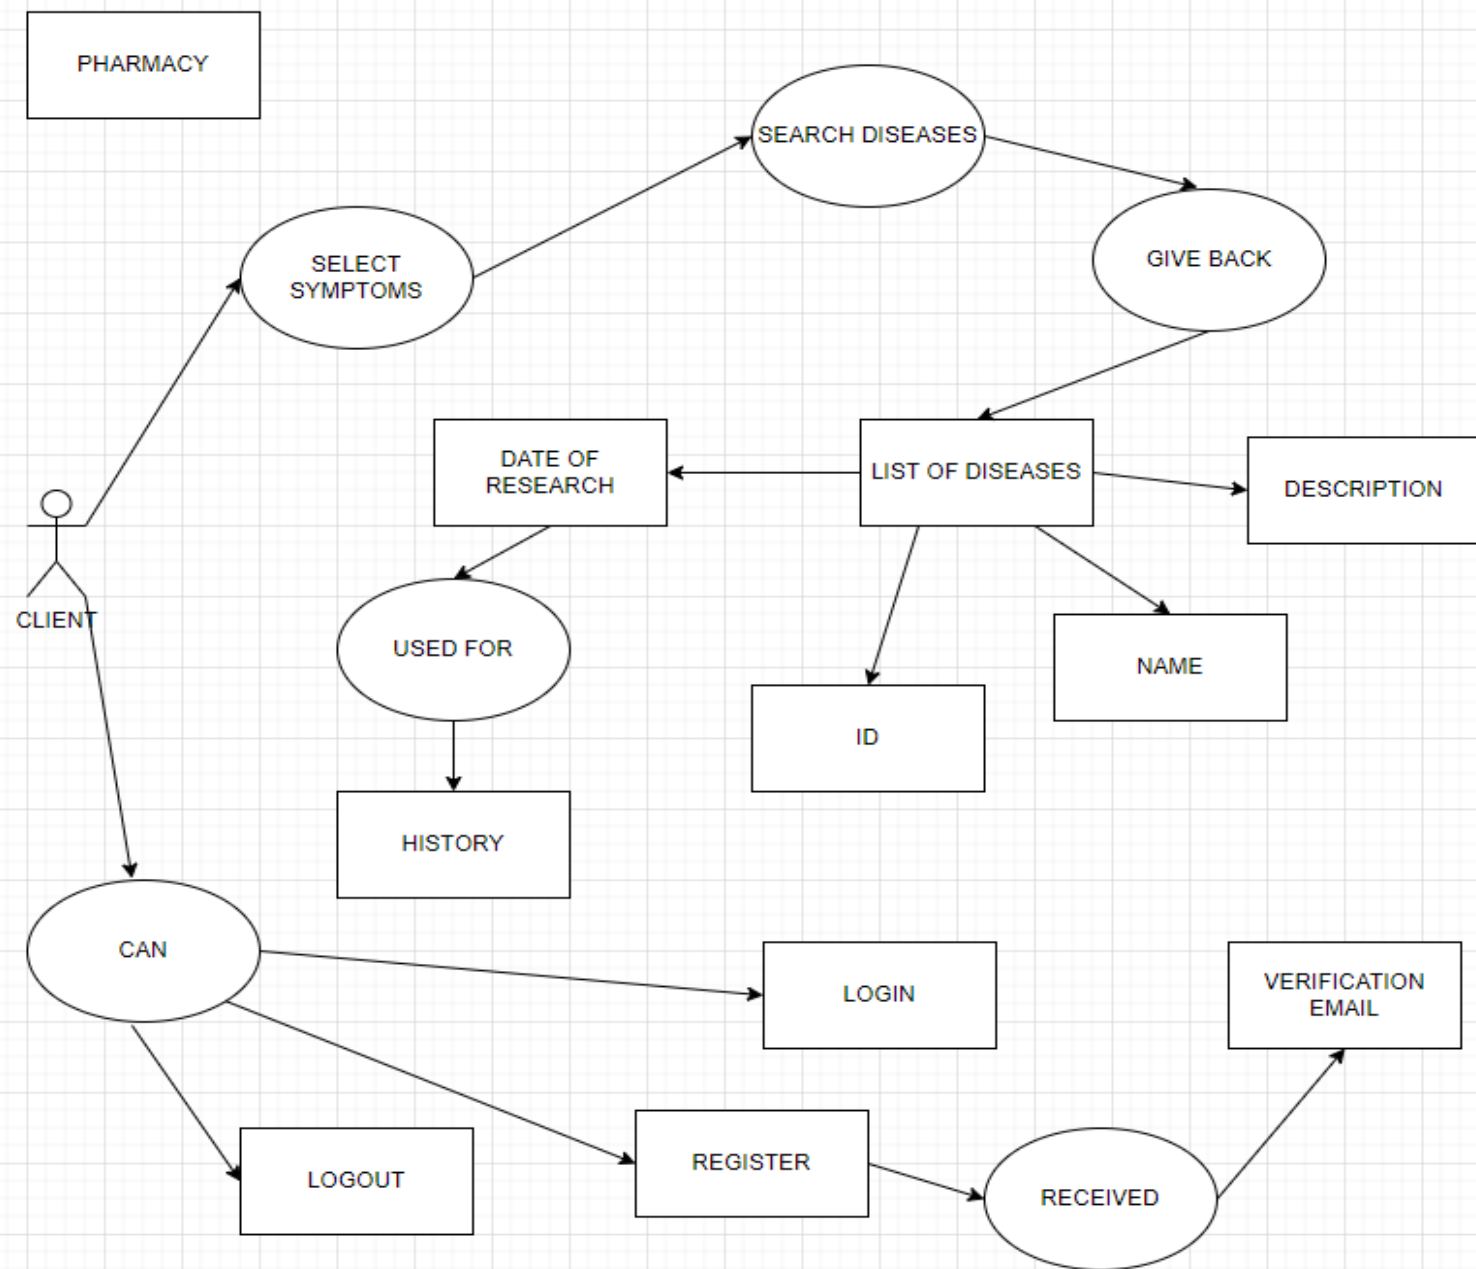 PHARMACY
SEARCH DISEASES
SELECT
SYMPTOMS
GIVE BACK
DATE OF
RESEARCH
LIST OF DISEASES
DESCRIPTION
CLIENT
USED FOR
NAME
ID
HISTORY
CAN
LOGIN
VERIFICATION
EMAIL
LOGOUT
REGISTER
RECEIVED